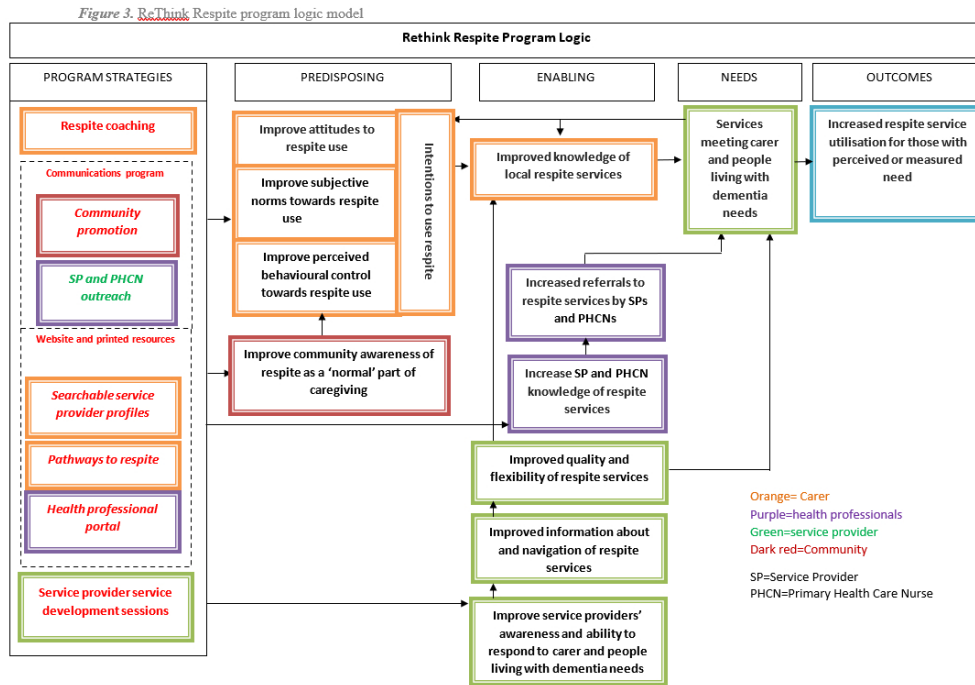 Figure 3. ReThink Respite program logic model
Rethink Respite Program Logic
PROGRAM STRATEGIES
PREDISPOSING
ENABLING
NEEDS
OUTCOMES
Respite coaching
Communications program
Community
promotion
SP and PHCN
outreach
Website and printed resources
Searchable service
provider profiles
Pathways to respite
Health professional
portal
Service provider service
development sessions
Improve attitudes to
respite use
Improve subjective
norms towards respite
use
Improve perceived
behavioural control
towards respite use
Intentions to use respite
Improve community awareness of
respite as a ‘normal’ part of
caregiving
Improved knowledge of
local respite services
Increased referrals to
respite services by SPs
and PHCNs
Increase SP and PHCN
knowledge of respite
services
Improved quality and
flexibility of respite services
Improved information about
and navigation of respite
services
Improve service providers’
awareness and ability to
respond to carer and people
living with dementia needs
Services
meeting carer
and people
living with
dementia
needs
Increased respite service
utilisation for those with
perceived or measured
need
Orange= Carer
Purple=health professionals
Green=service provider
Dark red=Community
SP=Service Provider
PHCN=Primary Health Care Nurse